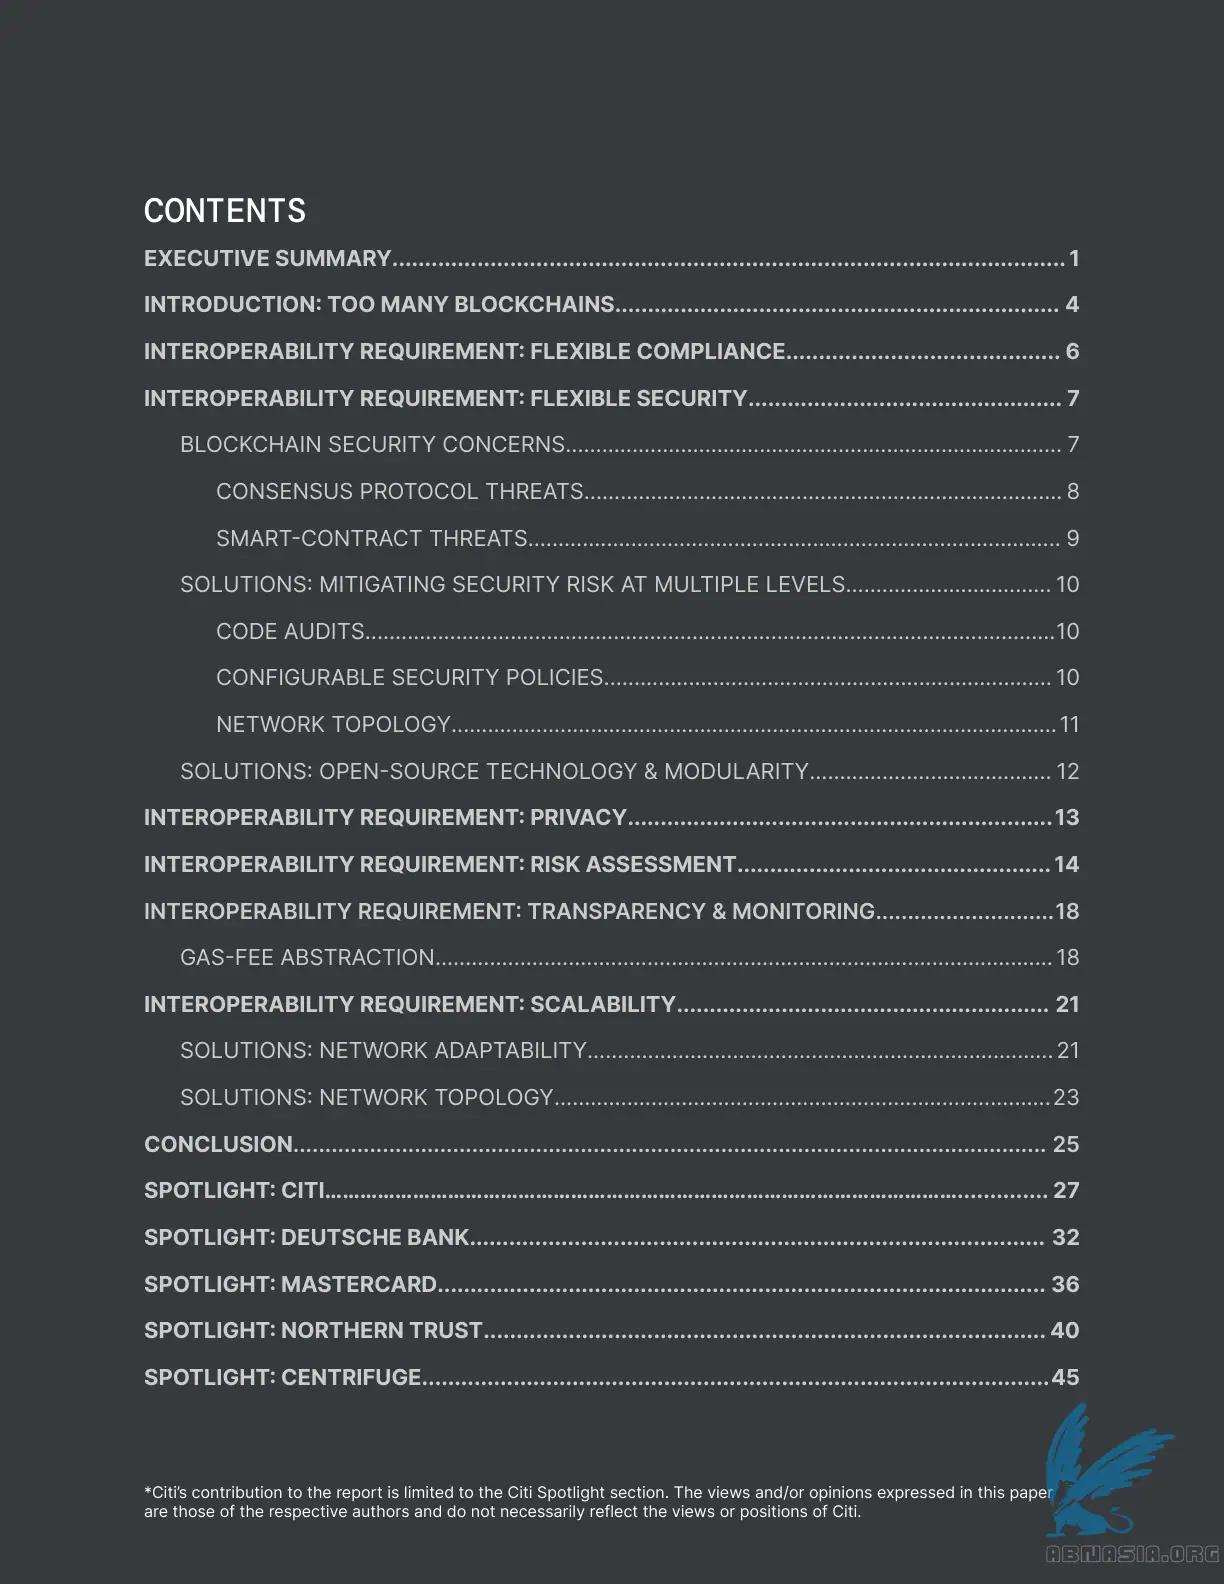 CONTENTS
EXECUTIVE SUMMARY........................................................................................................ 1
INTRODUCTION: TOO MANY BLOCKCHAINS.................................................................... 4
INTEROPERABILITY REQUIREMENT: FLEXIBLE COMPLIANCE.......................................... 6
INTEROPERABILITY REQUIREMENT: FLEXIBLE SECURITY................................................ 7
BLOCKCHAIN SECURITY CONCERNS.................................................................................. 7
CONSENSUS PROTOCOL THREATS............................................................................... 8
SMART-CONTRACT THREATS........................................................................................ 9
SOLUTIONS: MITIGATING SECURITY RISK AT MULTIPLE LEVELS.................................. 10
CODE AUDITS..................................................................................................................10
CONFIGURABLE SECURITY POLICIES.......................................................................... 10
NETWORK TOPOLOGY.................................................................................................... 11
SOLUTIONS: OPEN-SOURCE TECHNOLOGY & MODULARITY........................................ 12
INTEROPERABILITY REQUIREMENT: PRIVACY.................................................................13
INTEROPERABILITY REQUIREMENT: RISK ASSESSMENT................................................ 14
INTEROPERABILITY REQUIREMENT: TRANSPARENCY & MONITORING...........................18
GAS-FEE ABSTRACTION...................................................................................................... 18
INTEROPERABILITY REQUIREMENT: SCALABILITY......................................................... 21
SOLUTIONS: NETWORK ADAPTABILITY............................................................................. 21
SOLUTIONS: NETWORK TOPOLOGY..................................................................................23
CONCLUSION................................................................................................................... 25
SPOTLIGHT: CITI................................................................................................................ 27
SPOTLIGHT: DEUTSCHE BANK........................................................................................ 32
SPOTLIGHT: MASTERCARD............................................................................................. 36
SPOTLIGHT: NORTHERN TRUST...................................................................................... 40
SPOTLIGHT: CENTRIFUGE................................................................................................45
*Citi’s contribution to the report is limited to the Citi Spotlight section. The views and/or opinions expressed in this paper
are those of the respective authors and do not necessarily reflect the views or positions of Citi.
ABNASIA.ORG